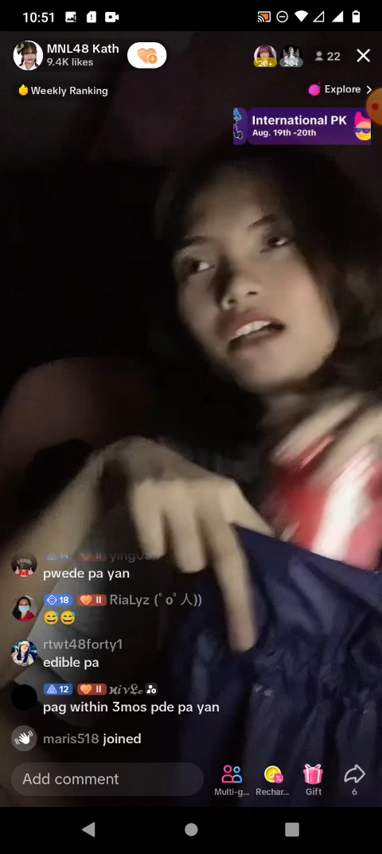 10:51
MNL48 Kath
9.4K likes
22
Weekly Ranking
Explore
International PK
Aug. 19th -20th
pwede pa yan
18 II RiaLyz (ﾟoﾟ人))
😅😅
rtwt48forty1
edible pa
12 II
pag within 3mos pde pa yan
maris518 joined
Add comment
Multi-g...
Rechar...
Gift
6